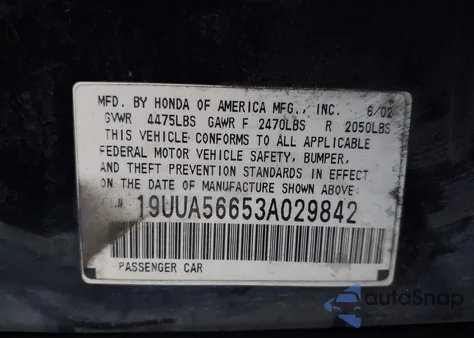 MFD. BY HONDA OF AMERICA MFG., INC. 6/02
GVWR 4475LBS GAWR F 2470LBS R 2050LBS
THIS VEHICLE CONFORMS TO ALL APPLICABLE
FEDERAL MOTOR VEHICLE SAFETY, BUMPER,
AND THEFT PREVENTION STANDARDS IN EFFECT
ON THE DATE OF MANUFACTURE SHOWN ABOVE:
19UUA56653A029842
PASSENGER CAR
autoSnap